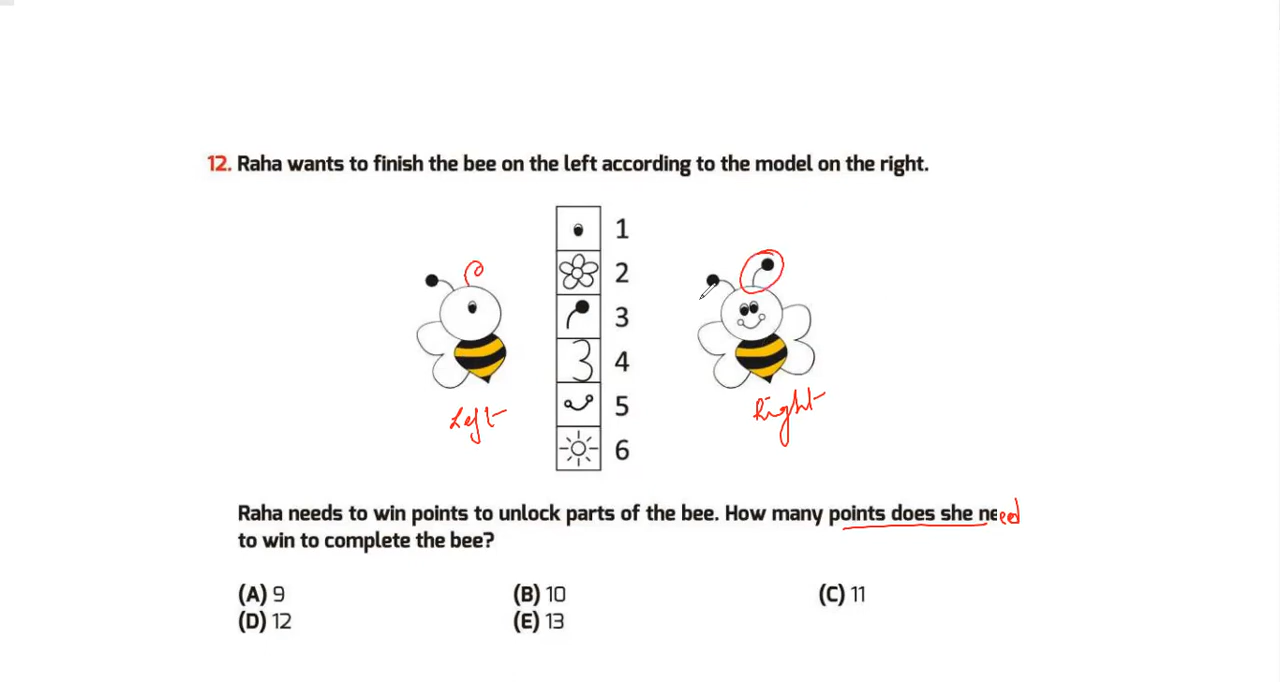 12. Raha wants to finish the bee on the left according to the model on the right.
1
2
3
4
5
6
Left
Right
Raha needs to win points to unlock parts of the bee. How many points does she need
to win to complete the bee?
(A) 9 (B) 10 (C) 11
(D) 12 (E) 13